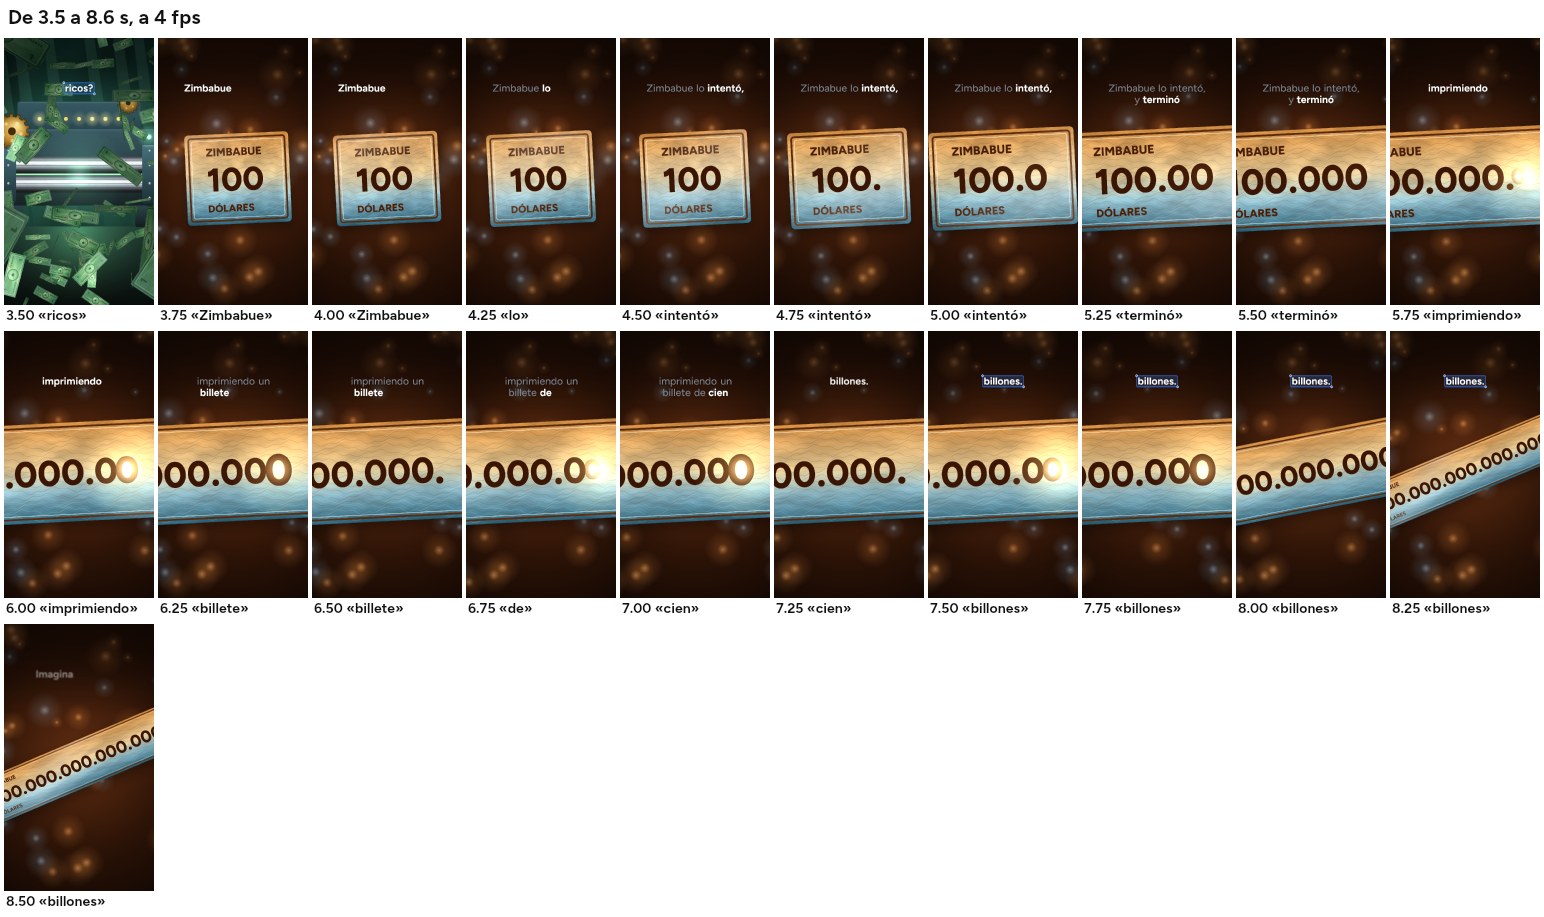 De 3.5 a 8.6 s, a 4 fps
ricos?
3.50 «ricos»
Zimbabue
ZIMBABUE
100
DÓLARES
3.75 «Zimbabue»
Zimbabue
ZIMBABUE
100
DÓLARES
4.00 «Zimbabue»
Zimbabue lo
ZIMBABUE
100
DÓLARES
4.25 «lo»
Zimbabue lo intentó,
ZIMBABUE
100
DÓLARES
4.50 «intentó»
Zimbabue lo intentó,
ZIMBABUE
100.
DÓLARES
4.75 «intentó»
Zimbabue lo intentó,
ZIMBABUE
100.0
DÓLARES
5.00 «intentó»
Zimbabue lo intentó,
y terminó
ZIMBABUE
100.00
DÓLARES
5.25 «terminó»
Zimbabue lo intentó,
y terminó
MBABUE
100.000
ÓLARES
5.50 «terminó»
imprimiendo
ABUE
00.000.
ARES
5.75 «imprimiendo»
imprimiendo
.000.00
6.00 «imprimiendo»
imprimiendo un
billete
000.000
6.25 «billete»
imprimiendo un
billete
00.000.
6.50 «billete»
imprimiendo un
billete de
0.000.00
6.75 «de»
imprimiendo un
billete de cien
000.000
7.00 «cien»
billones.
00.000.
7.25 «cien»
billones.
0.000.00
7.50 «billones»
billones.
000.000
7.75 «billones»
billones.
00.000.000
8.00 «billones»
billones.
BUE
00.000.000.000.000
LARES
8.25 «billones»
Imagina
ABUE
00.000.000.000.000
DÓLARES
8.50 «billones»